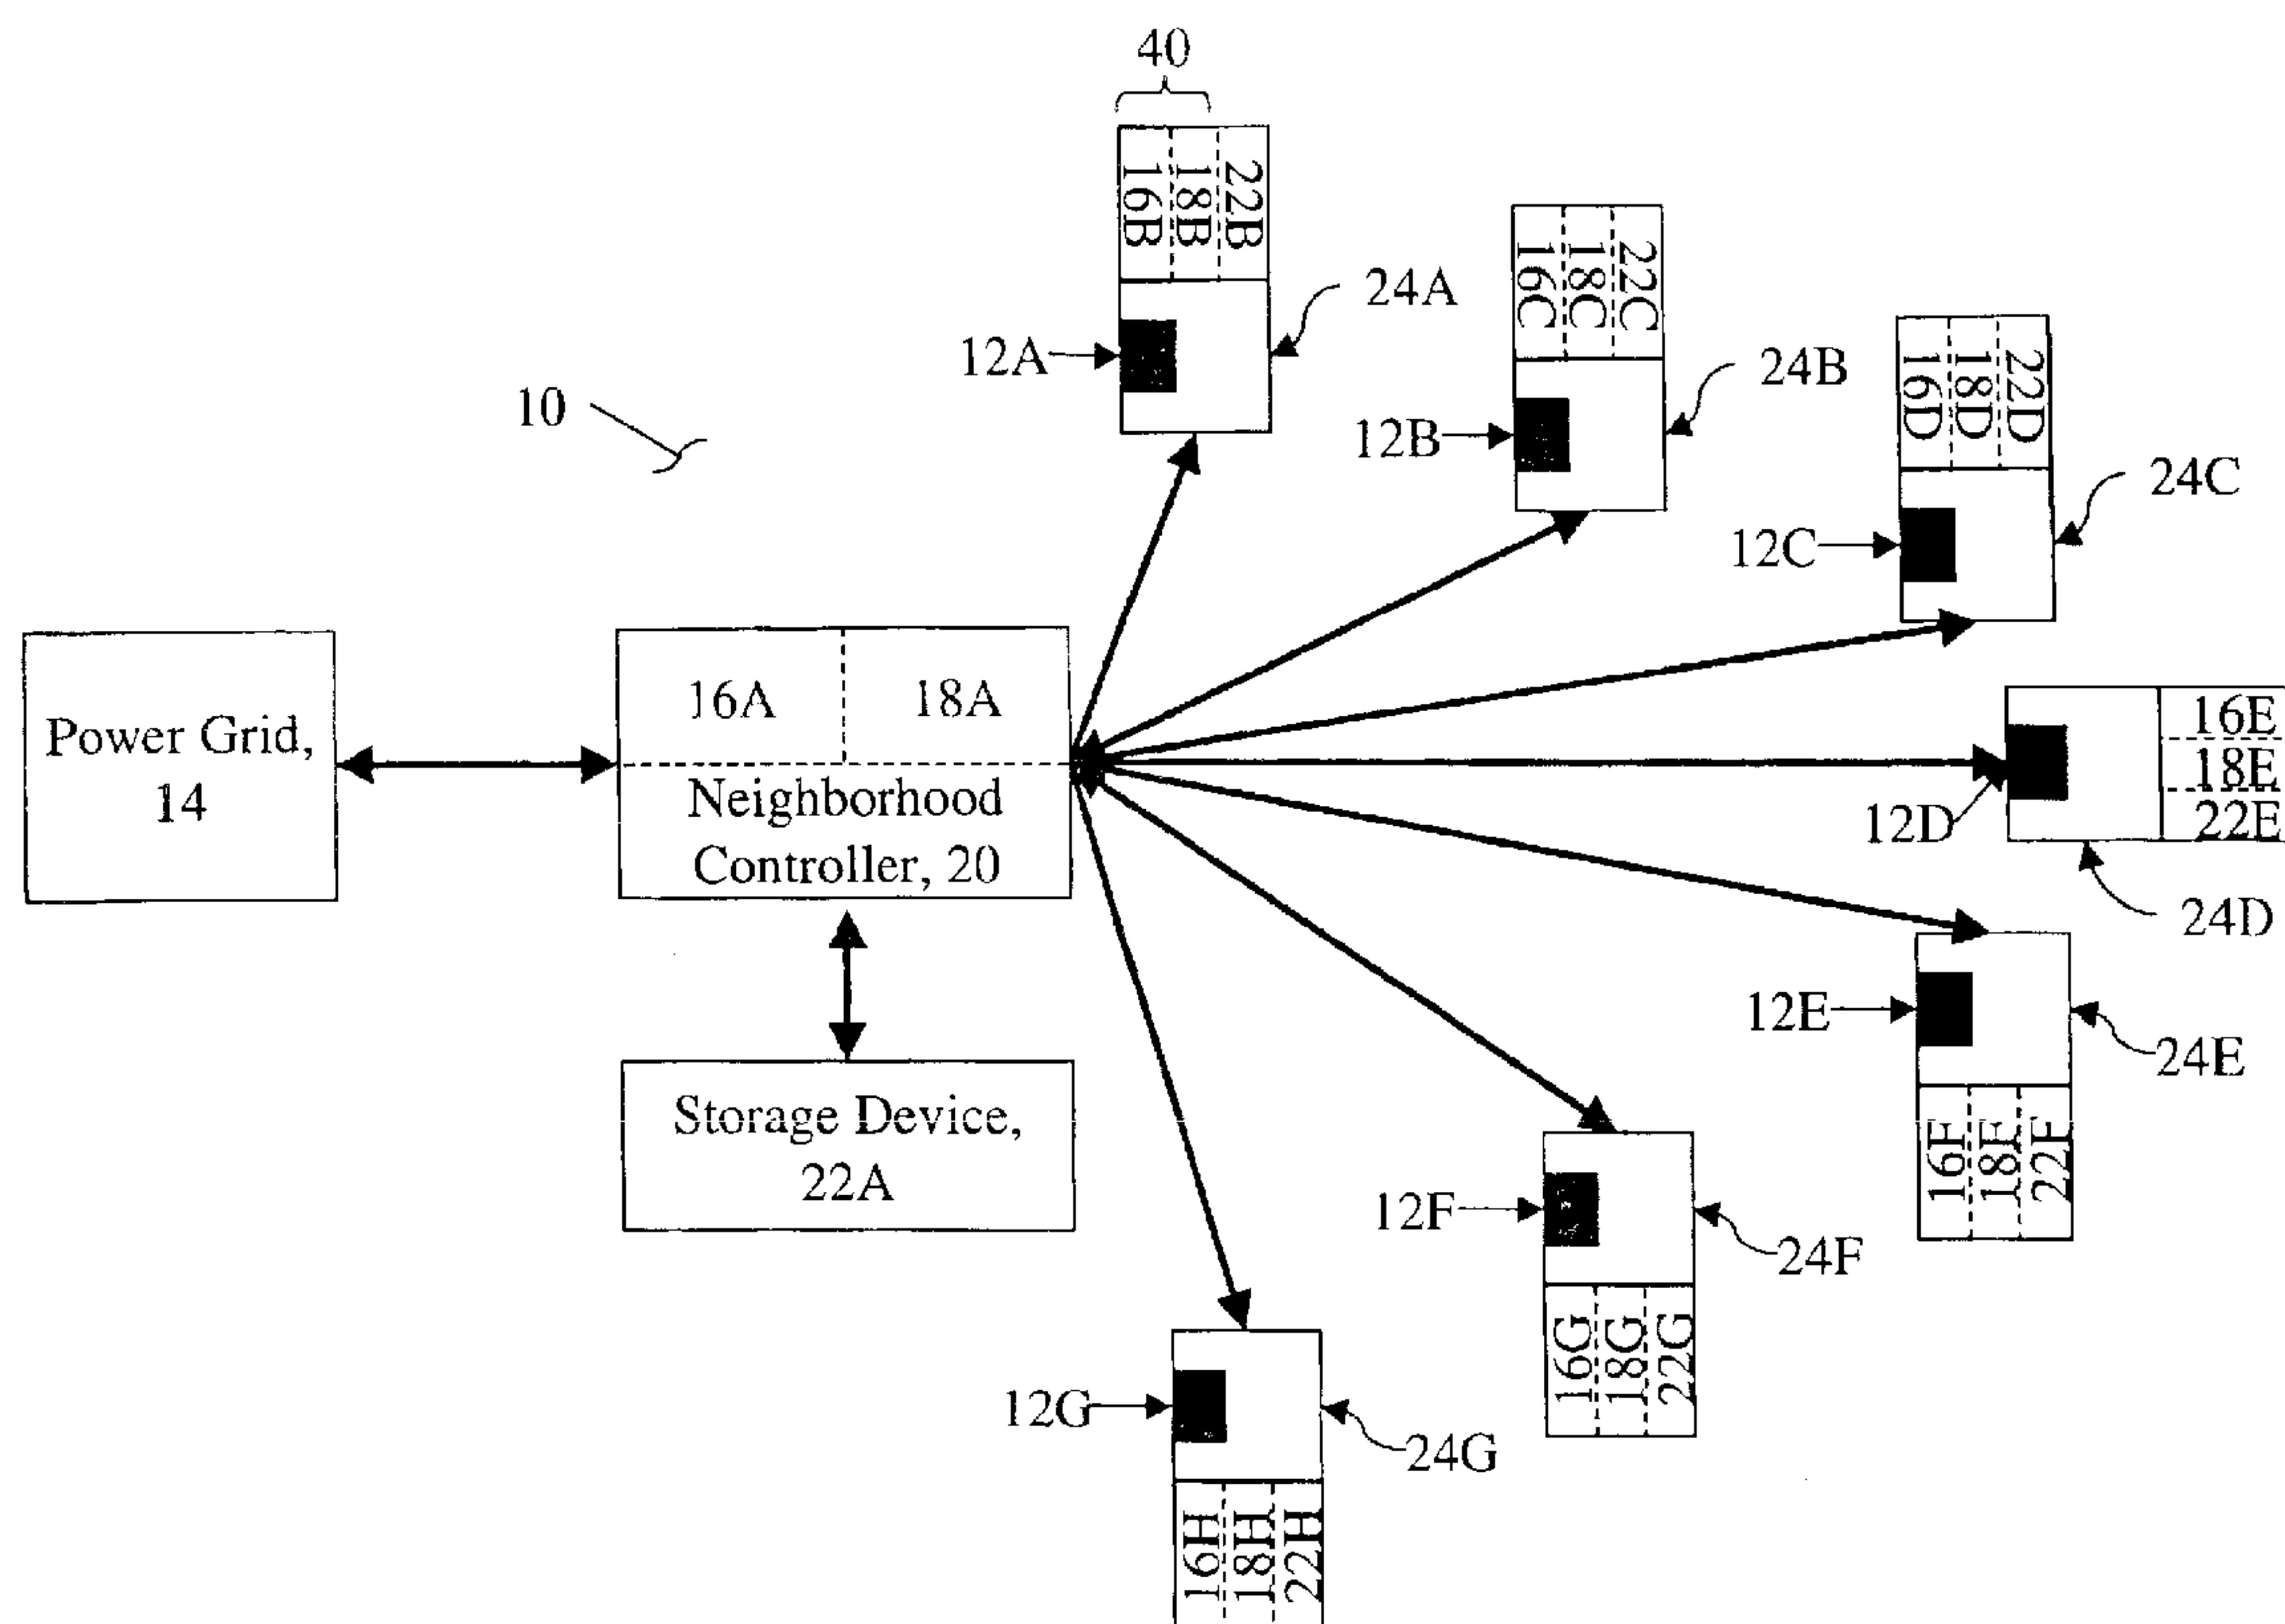 40
16B
18B
22B
24A
12A
16C
18C
22C
24B
12B
16D
18D
22D
24C
12C
10
Power Grid,
14
16A
18A
Neighborhood
Controller, 20
Storage Device,
22A
16E
18E
22E
12D
24D
12E
24E
16F
18F
22F
12F
24F
16G
18G
22G
12G
24G
16H
18H
22H